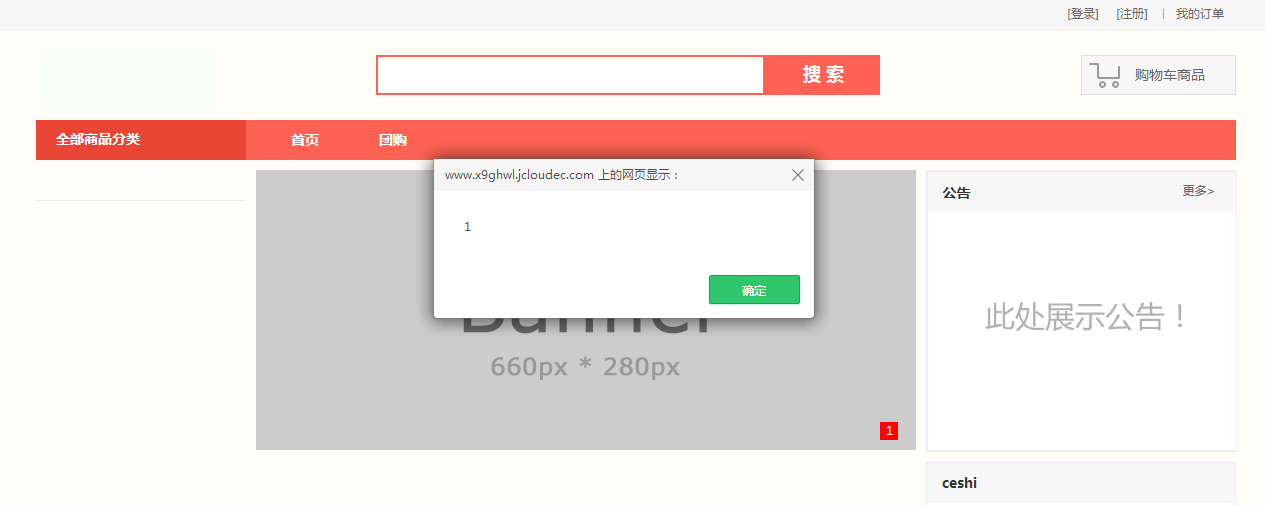 [登录] [注册] | 我的订单
搜 索
购物车商品
全部商品分类 首页 团购
www.x9ghwl.jcloudec.com 上的网页显示：
1
确定
Banner
660px * 280px
1
公告 更多>
此处展示公告！
ceshi